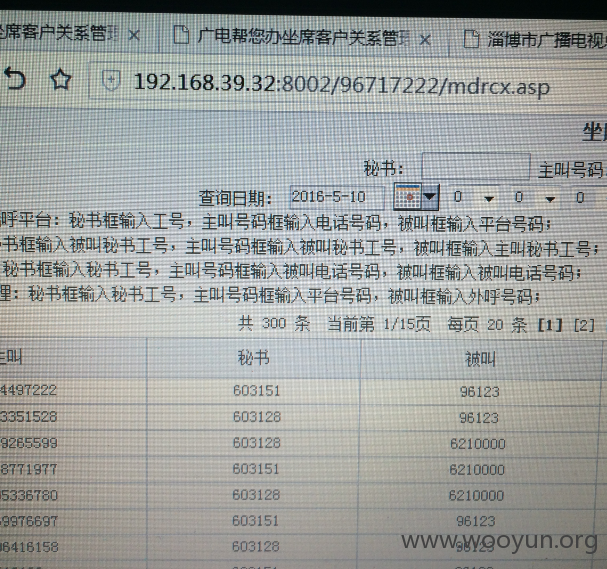 坐席客户关系管理 × 广电帮您办坐席客户关系管理 × 淄博市广播电视
192.168.39.32:8002/96717222/mdrcx.asp
秘书: 主叫号码
查询日期: 2016-5-10 0 0 0
呼平台: 秘书框输入工号, 主叫号码框输入电话号码, 被叫框输入平台号码;
书框输入被叫秘书工号, 主叫号码框输入被叫秘书工号, 被叫框输入主叫秘书工号;
秘书框输入秘书工号, 主叫号码框输入被叫电话号码, 被叫框输入被叫电话号码;
理: 秘书框输入秘书工号, 主叫号码框输入平台号码, 被叫框输入外呼号码;
共 300 条 当前第 1/15页 每页 20 条 [1] [2]
主叫 秘书 被叫
4497222 603151 96123
3351528 603128 96123
9265599 603128 6210000
8771977 603151 6210000
5336780 603128 6210000
9976697 603151 96123
6416158 603128 96123
www.wooyun.org